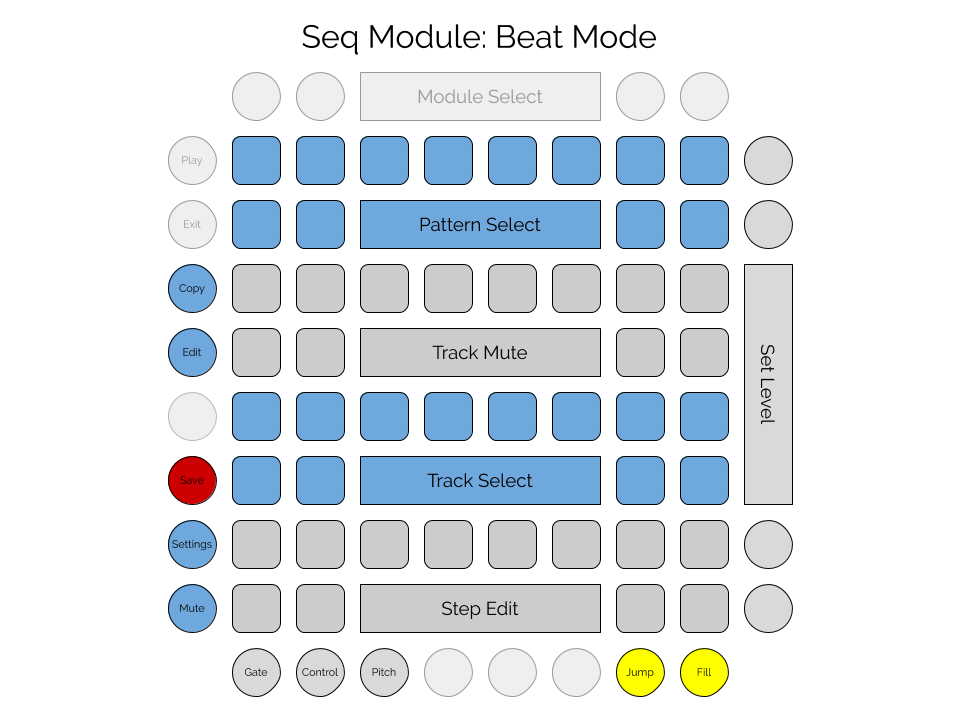 Seq Module: Beat Mode
Module Select
Play
Exit
Pattern Select
Copy
Edit
Track Mute
Set Level
Save
Track Select
Settings
Mute
Step Edit
Gate
Control
Pitch
Jump
Fill